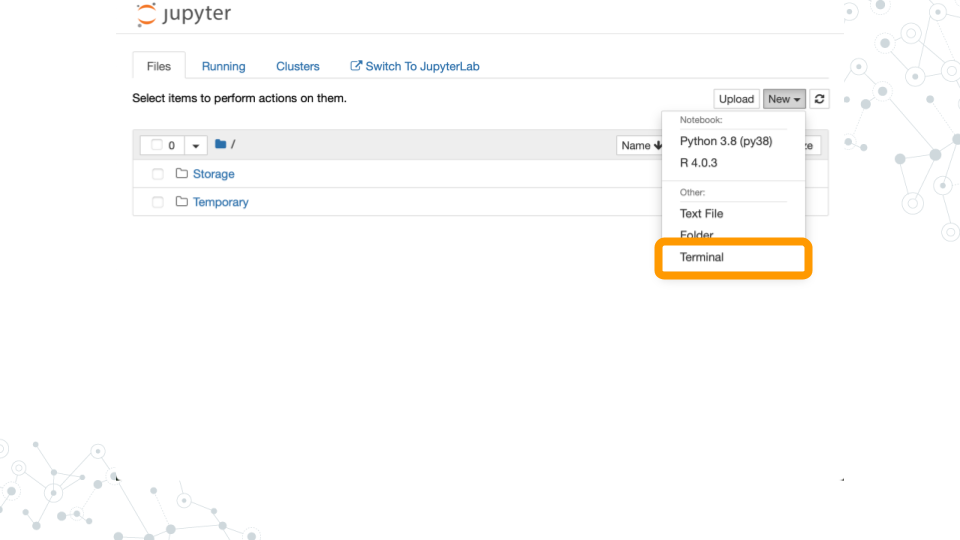 jupyter
Files Running Clusters Switch To JupyterLab
Select items to perform actions on them.
Upload New
0 / Name
Storage
Temporary
Notebook:
Python 3.8 (py38)
R 4.0.3
Other:
Text File
Folder
Terminal